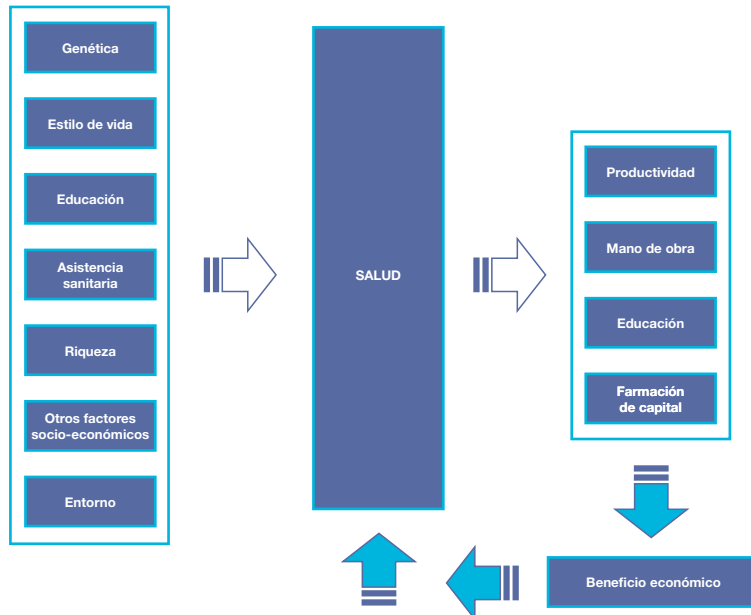 Genética
Estilo de vida
Educación
Asistencia
sanitaria
Riqueza
Otros factores
socio-económicos
Entorno
SALUD
Productividad
Mano de obra
Educación
Farmación
de capital
Beneficio económico